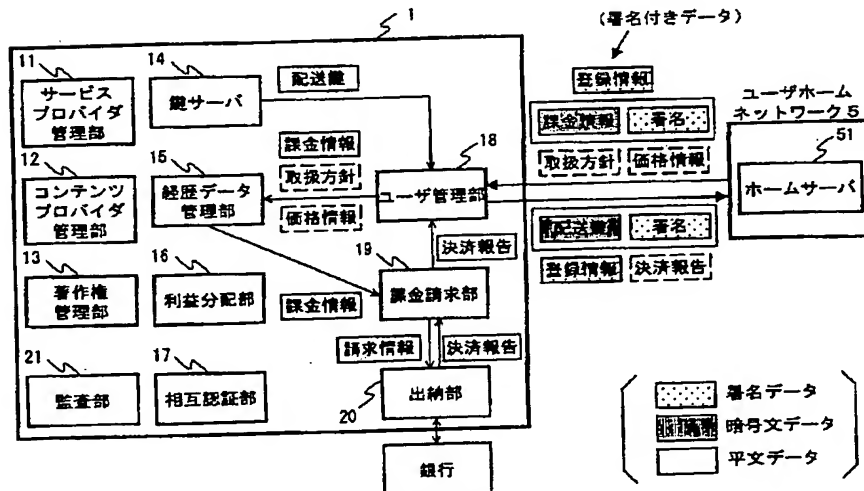 (署名付きデータ)
1
登録情報
11
サービス
プロバイダ
管理部
14
鍵サーバ
配送鍵
課金情報
署名
ユーザホーム
ネットワーク5
12
コンテンツ
プロバイダ
管理部
15
経歴データ
管理部
課金情報
取扱方針
価格情報
18
ユーザ管理部
取扱方針
価格情報
51
ホームサーバ
配送鍵
署名
登録情報
決済報告
13
著作権
管理部
16
利益分配部
課金情報
19
課金請求部
決済報告
請求情報
決済報告
21
監査部
17
相互認証部
20
出納部
銀行
署名データ
暗号文データ
平文データ